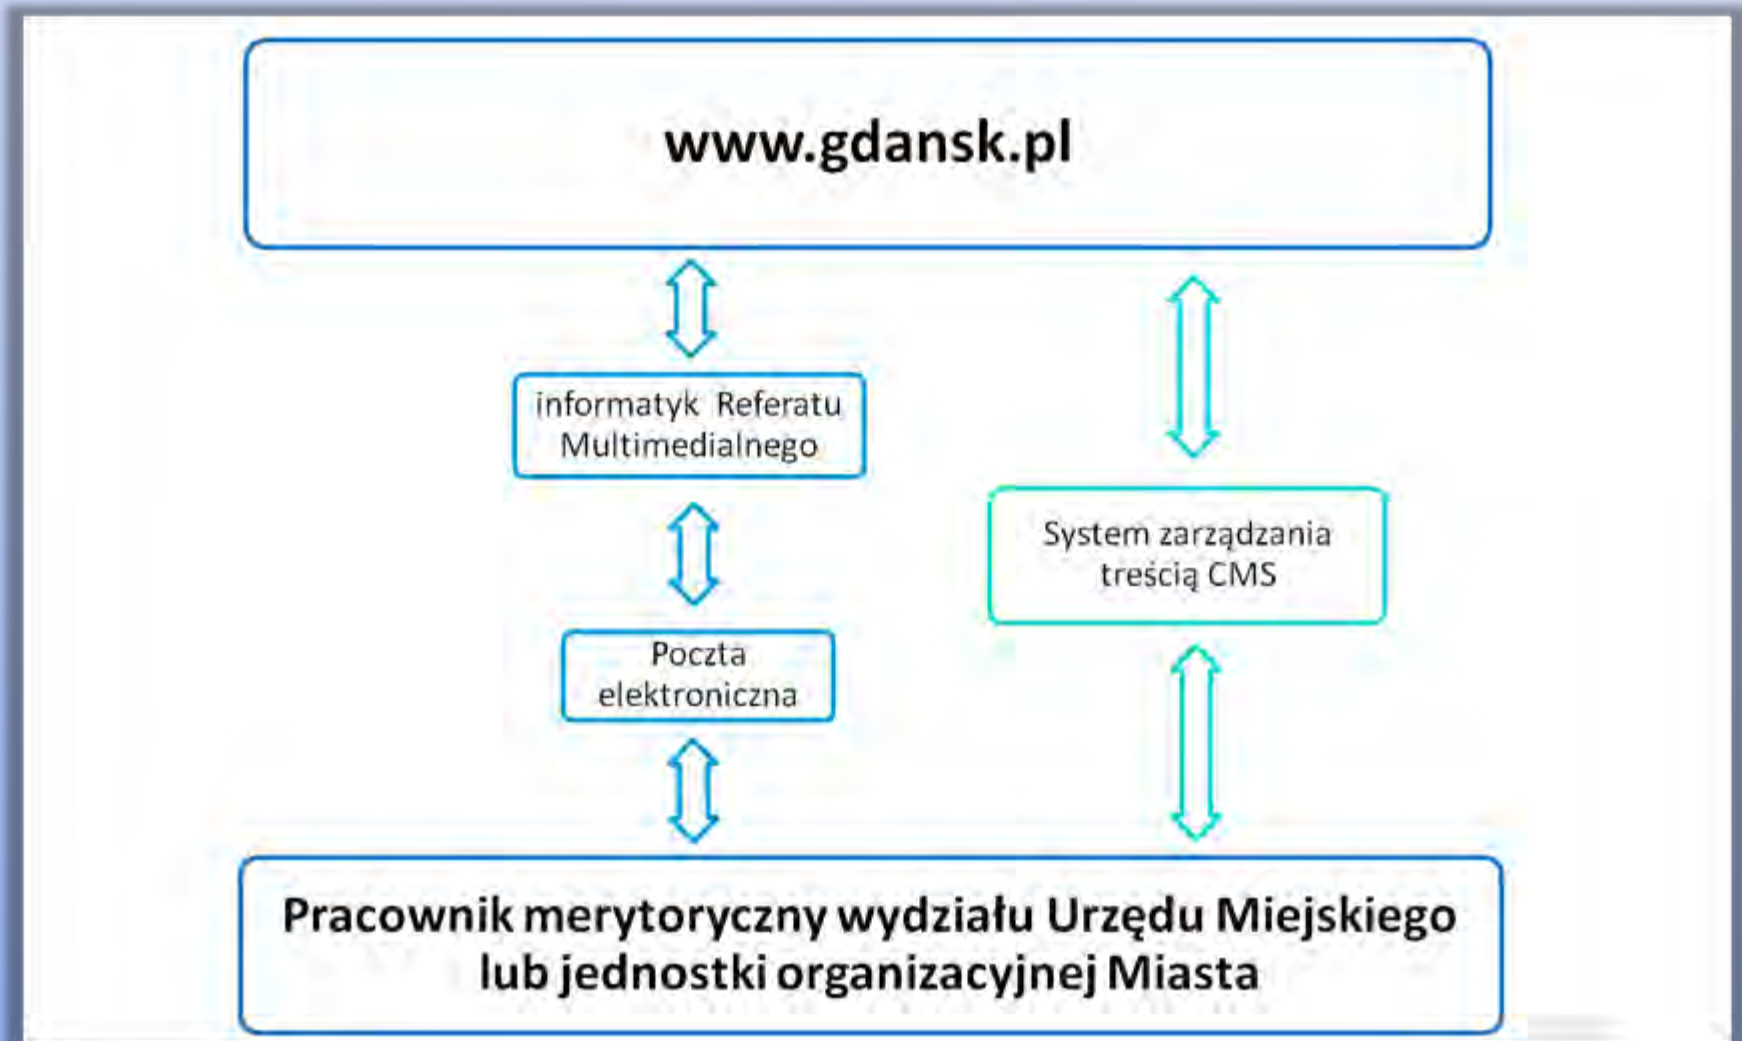 www.gdansk.pl
informatyk Referatu
Multimedialnego
System zarządzania
treścią CMS
Poczta
elektroniczna
Pracownik merytoryczny wydziału Urzędu Miejskiego
lub jednostki organizacyjnej Miasta